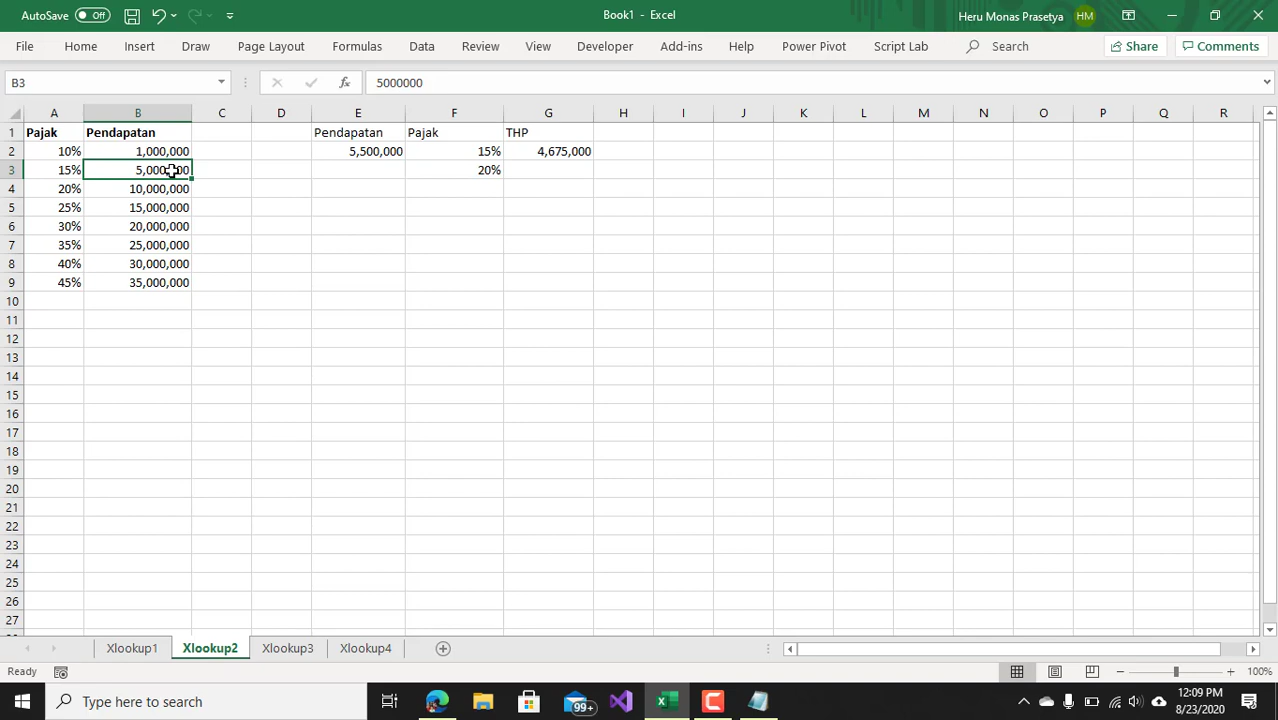 AutoSave Off Book1 - Excel Heru Monas Prasetya HM
File Home Insert Draw Page Layout Formulas Data Review View Developer Add-ins Help Power Pivot Script Lab Search Share Comments
B3 fx 5000000
A B C D E F G H I J K L M N O P Q R
1 Pajak Pendapatan Pendapatan Pajak THP
2 10% 1,000,000 5,500,000 15% 4,675,000
3 15% 5,000,000 20%
4 20% 10,000,000
5 25% 15,000,000
6 30% 20,000,000
7 35% 25,000,000
8 40% 30,000,000
9 45% 35,000,000
10
11
12
13
14
15
16
17
18
19
20
21
22
23
24
25
26
27
Xlookup1 Xlookup2 Xlookup3 Xlookup4
Ready 100%
Type here to search 99+ 12:09 PM
8/23/2020